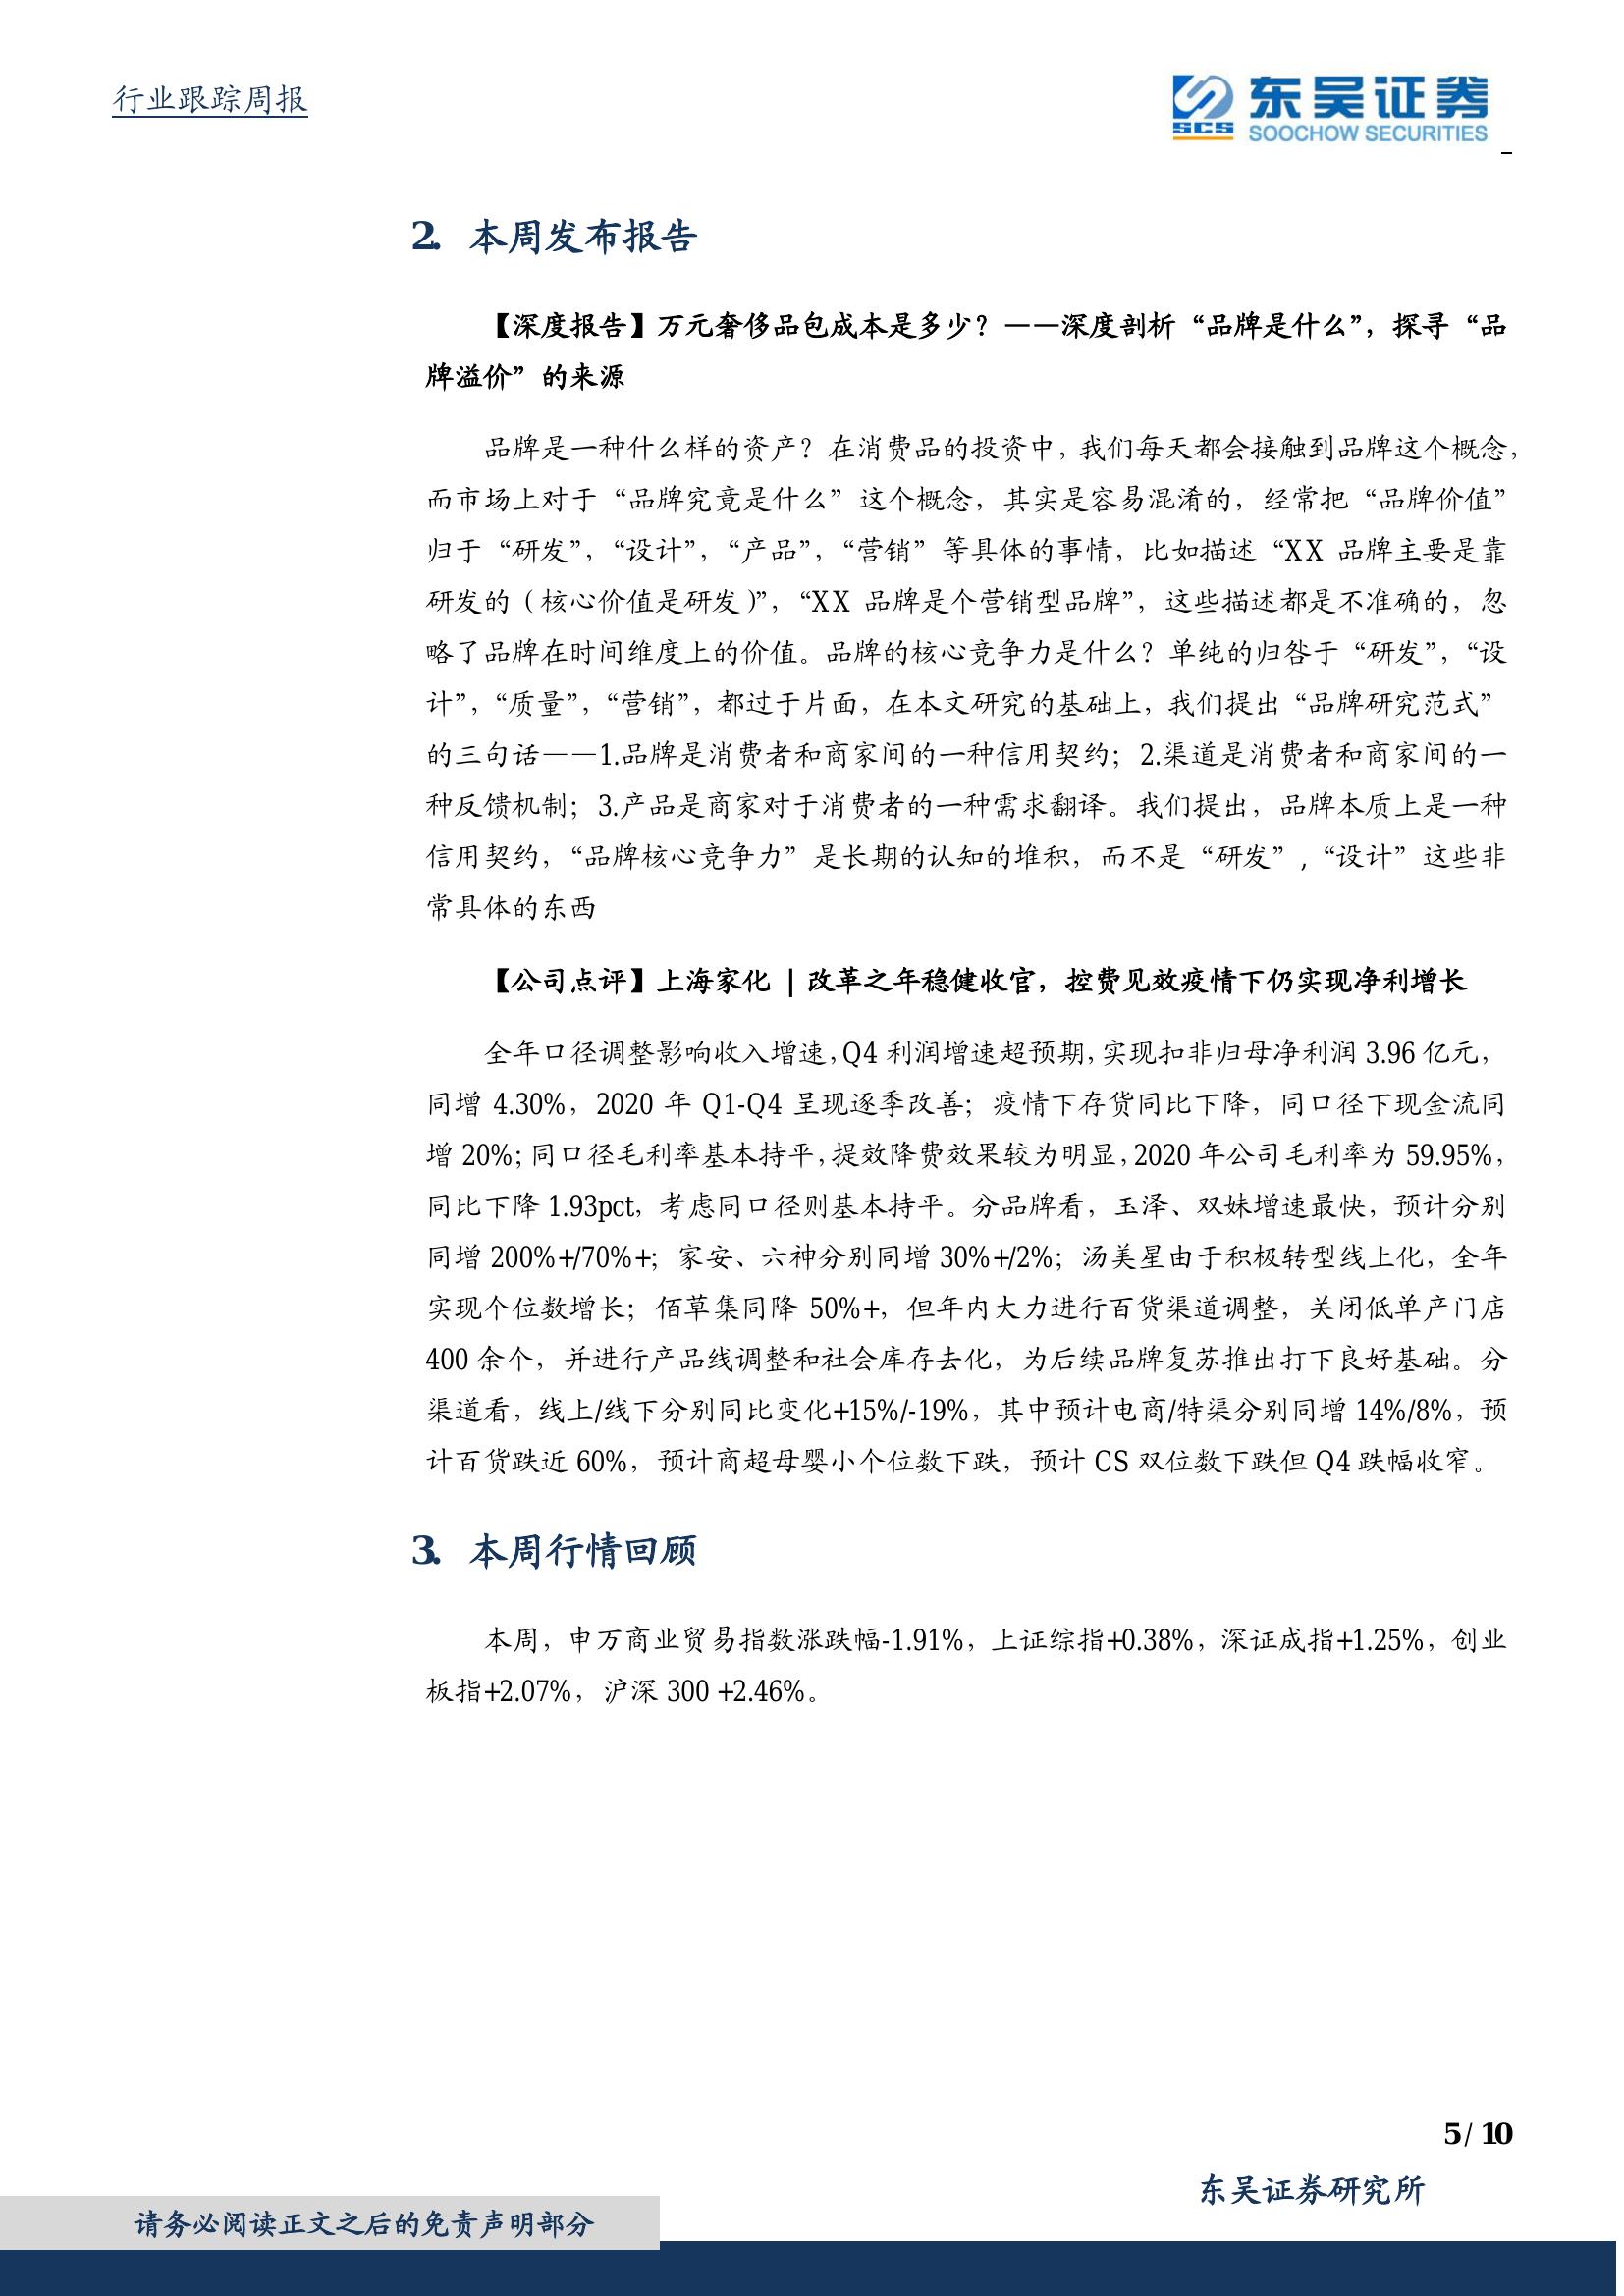 行业跟踪周报
SCS
东吴证券
SOOCHOW SECURITIES
2. 本周发布报告
【深度报告】万元奢侈品包成本是多少？——深度剖析“品牌是什么”，探寻“品
牌溢价”的来源
品牌是一种什么样的资产？在消费品的投资中，我们每天都会接触到品牌这个概念，
而市场上对于“品牌究竟是什么”这个概念，其实是容易混淆的，经常把“品牌价值”
归于“研发”，“设计”，“产品”，“营销”等具体的事情，比如描述“XX 品牌主要是靠
研发的（核心价值是研发）”，“XX 品牌是个营销型品牌”，这些描述都是不准确的，忽
略了品牌在时间维度上的价值。品牌的核心竞争力是什么？单纯的归咎于“研发”，“设
计”，“质量”，“营销”，都过于片面，在本文研究的基础上，我们提出“品牌研究范式”
的三句话——1.品牌是消费者和商家间的一种信用契约；2.渠道是消费者和商家间的一
种反馈机制；3.产品是商家对于消费者的一种需求翻译。我们提出，品牌本质上是一种
信用契约，“品牌核心竞争力”是长期的认知的堆积，而不是“研发”,“设计”这些非
常具体的东西
【公司点评】上海家化 | 改革之年稳健收官，控费见效疫情下仍实现净利增长
全年口径调整影响收入增速，Q4 利润增速超预期，实现扣非归母净利润 3.96 亿元，
同增 4.30%，2020 年 Q1-Q4 呈现逐季改善；疫情下存货同比下降，同口径下现金流同
增 20%；同口径毛利率基本持平，提效降费效果较为明显，2020 年公司毛利率为 59.95%，
同比下降 1.93pct，考虑同口径则基本持平。分品牌看，玉泽、双妹增速最快，预计分别
同增 200%+/70%+；家安、六神分别同增 30%+/2%；汤美星由于积极转型线上化，全年
实现个位数增长；佰草集同降 50%+，但年内大力进行百货渠道调整，关闭低单产门店
400 余个，并进行产品线调整和社会库存去化，为后续品牌复苏推出打下良好基础。分
渠道看，线上/线下分别同比变化+15%/-19%，其中预计电商/特渠分别同增 14%/8%，预
计百货跌近 60%，预计商超母婴小个位数下跌，预计 CS 双位数下跌但 Q4 跌幅收窄。
3. 本周行情回顾
本周，申万商业贸易指数涨跌幅-1.91%，上证综指+0.38%，深证成指+1.25%，创业
板指+2.07%，沪深 300 +2.46%。
5 / 10
东吴证券研究所
请务必阅读正文之后的免责声明部分